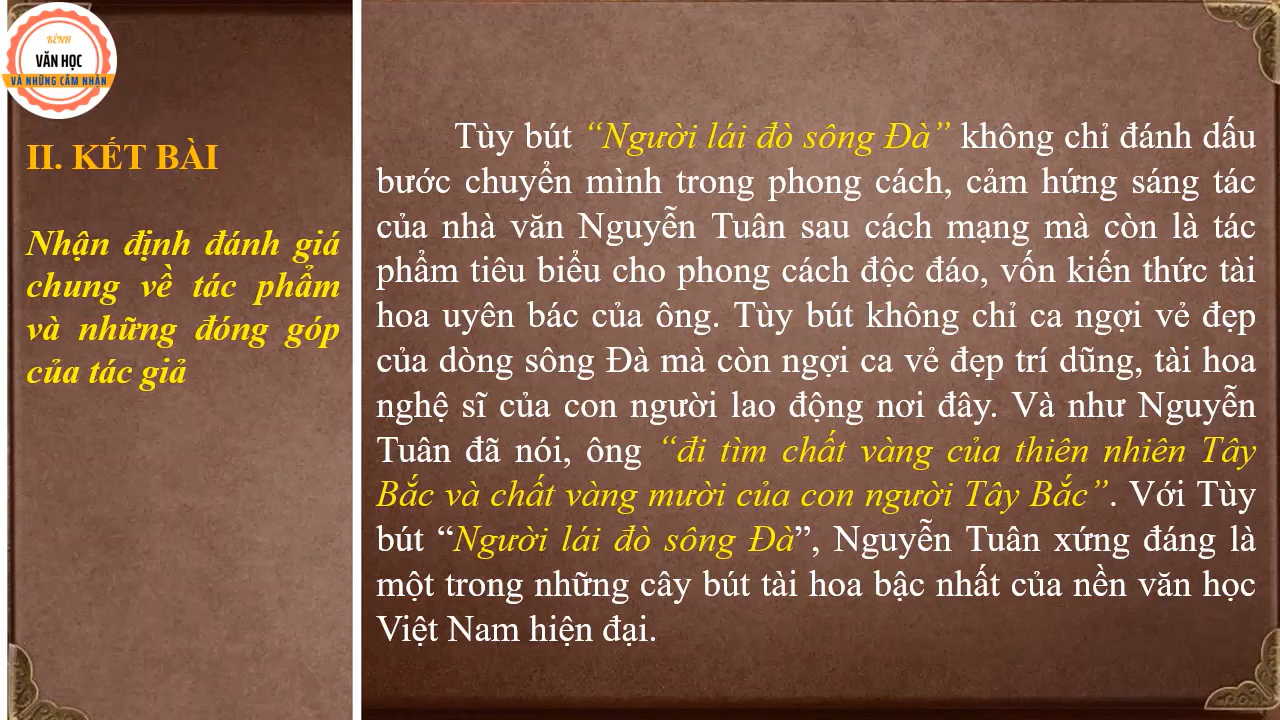 KÊNH
VĂN HỌC
VÀ NHỮNG CẢM NHẬN
II. KẾT BÀI
Nhận định đánh giá
chung về tác phẩm
và những đóng góp
của tác giả
Tùy bút “Người lái đò sông Đà” không chỉ đánh dấu
bước chuyển mình trong phong cách, cảm hứng sáng tác
của nhà văn Nguyễn Tuân sau cách mạng mà còn là tác
phẩm tiêu biểu cho phong cách độc đáo, vốn kiến thức tài
hoa uyên bác của ông. Tùy bút không chỉ ca ngợi vẻ đẹp
của dòng sông Đà mà còn ngợi ca vẻ đẹp trí dũng, tài hoa
nghệ sĩ của con người lao động nơi đây. Và như Nguyễn
Tuân đã nói, ông “đi tìm chất vàng của thiên nhiên Tây
Bắc và chất vàng mười của con người Tây Bắc”. Với Tùy
bút “Người lái đò sông Đà”, Nguyễn Tuân xứng đáng là
một trong những cây bút tài hoa bậc nhất của nền văn học
Việt Nam hiện đại.